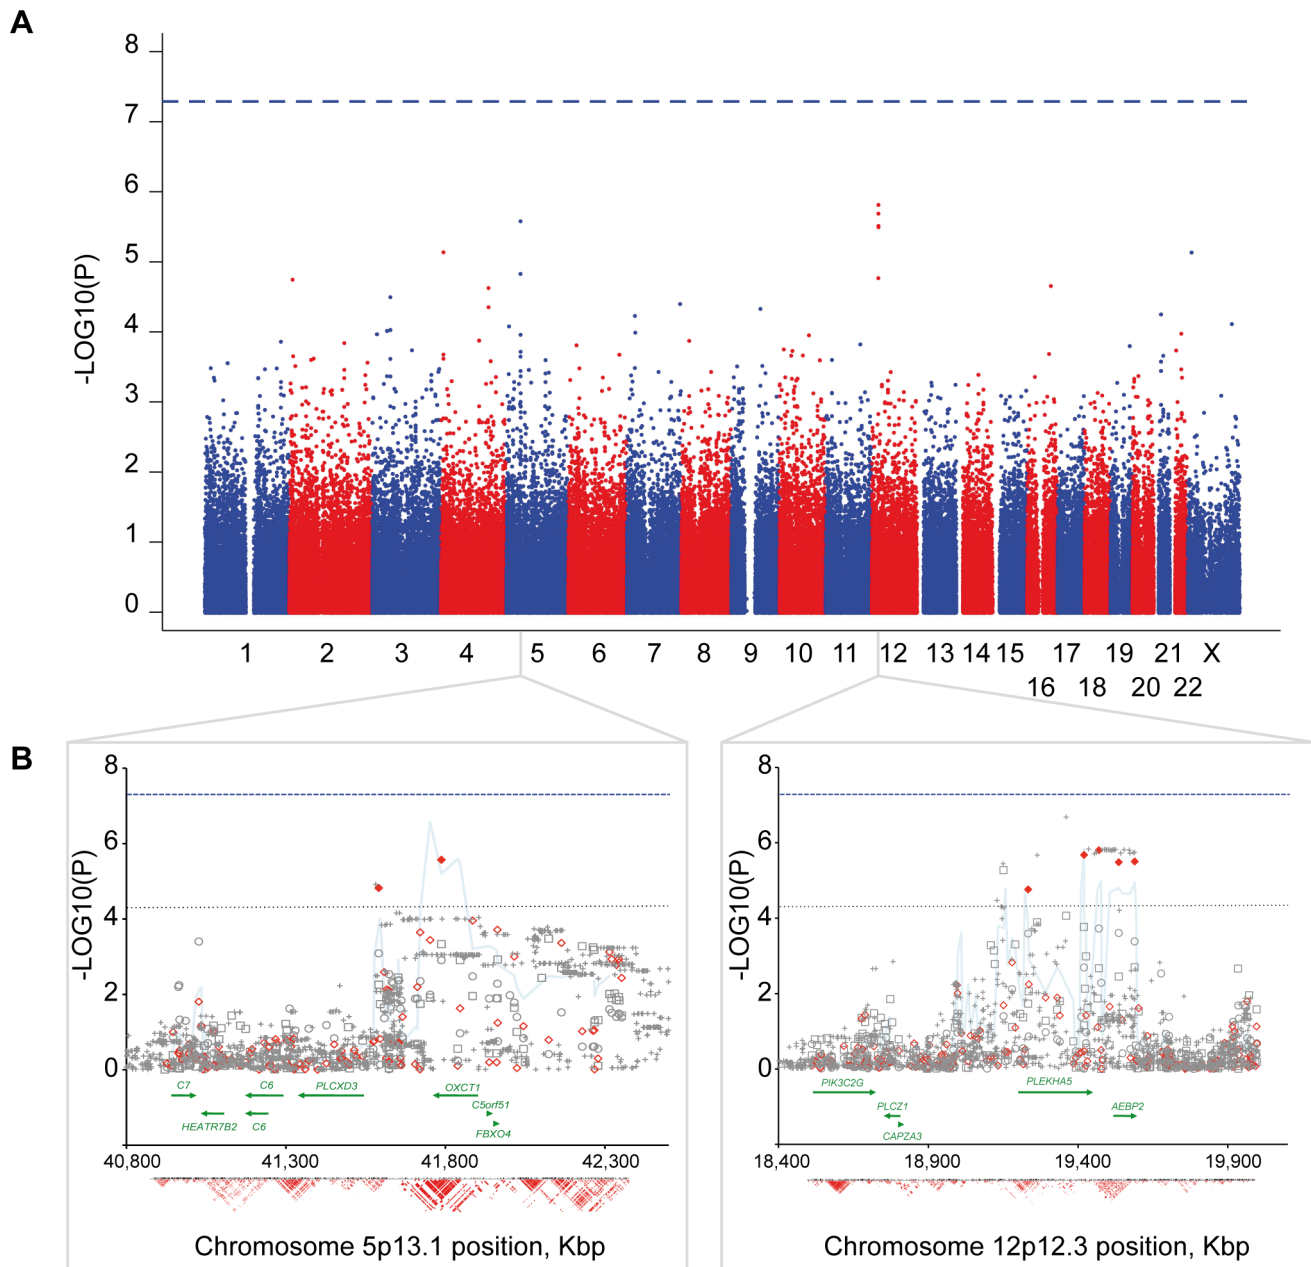 A
8
7
6
5
4
3
2
1
0
-LOG10(P)
1 2 3 4 5 6 7 8 9 10 11 12 13 14 15 17 19 21 X
16 18 20 22
B
8
6
4
2
0
-LOG10(P)
C7 C6 PLCXD3 OXCT1
C5orf51
HEATR7B2 C6 FBXO4
40,800 41,300 41,800 42,300
Chromosome 5p13.1 position, Kbp
8
6
4
2
0
-LOG10(P)
PIK3C2G PLEKHA5
PLCZ1 AEBP2
CAPZA3
18,400 18,900 19,400 19,900
Chromosome 12p12.3 position, Kbp